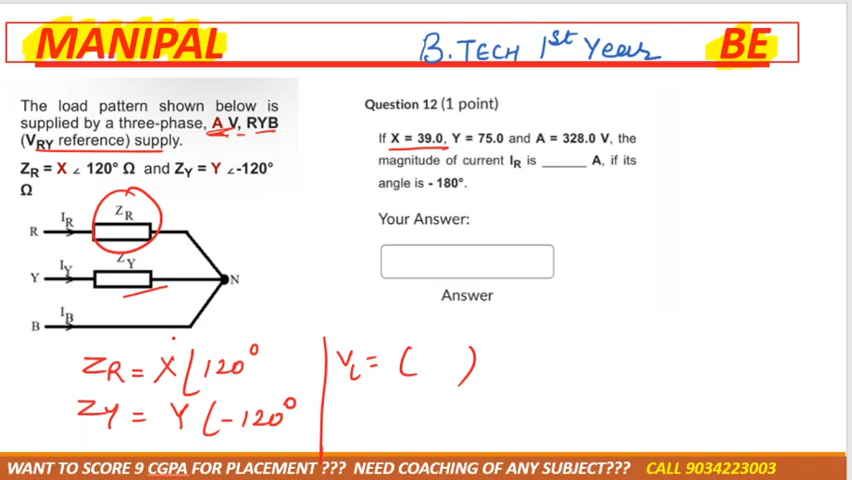 MANIPAL
B. TECH 1st Year
BE
The load pattern shown below is
supplied by a three-phase, A V, RYB
(VRY reference) supply.
ZR = X ∠ 120° Ω and ZY = Y ∠-120°
Ω
IR
ZR
R
IY
ZY
Y
N
IB
B
Question 12 (1 point)
If X = 39.0, Y = 75.0 and A = 328.0 V, the
magnitude of current IR is ______ A, if its
angle is - 180°.
Your Answer:
Answer
ZR = X ∠120°
ZY = Y ∠-120°
VL = ( )
WANT TO SCORE 9 CGPA FOR PLACEMENT ??? NEED COACHING OF ANY SUBJECT??? CALL 9034223003